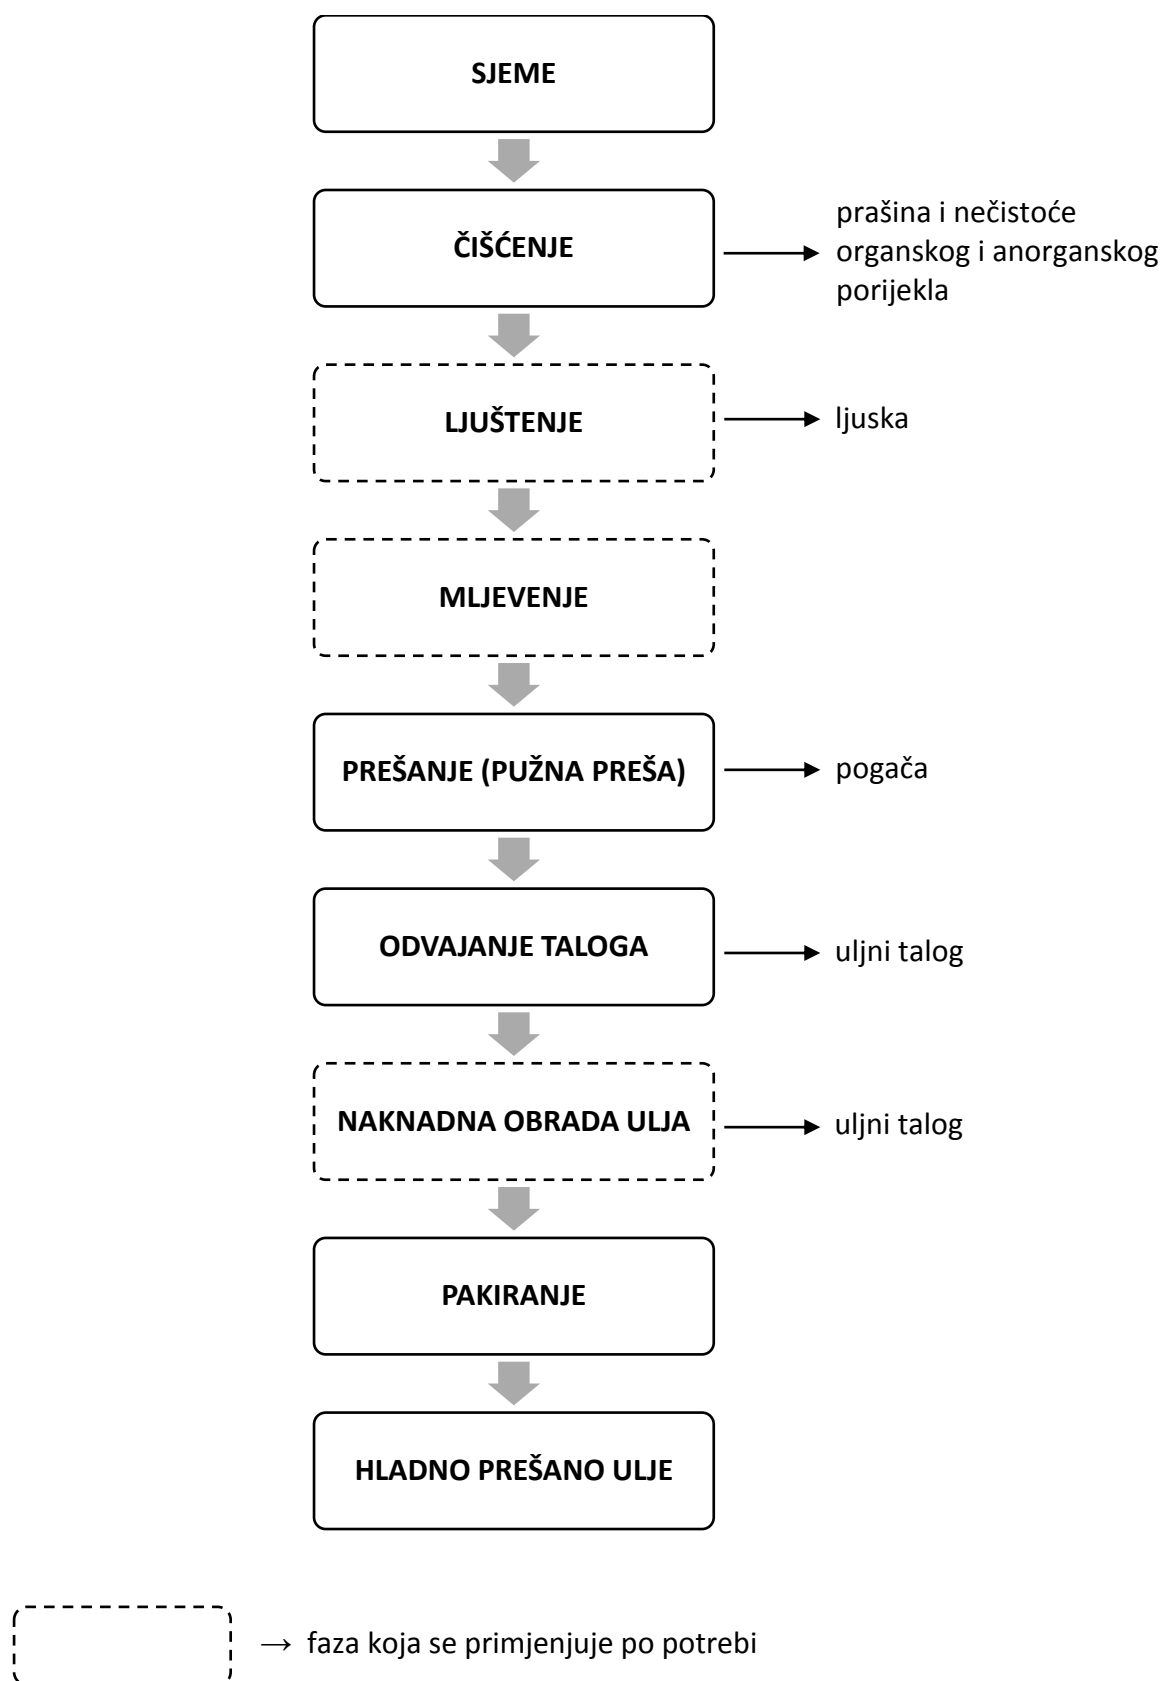 SJEME
ČIŠĆENJE
prašina i nečistoće
organskog i anorganskog
porijekla
LJUŠTENJE
ljuska
MLJEVENJE
PREŠANJE (PUŽNA PREŠA)
pogača
ODVAJANJE TALOGA
uljni talog
NAKNADNA OBRADA ULJA
uljni talog
PAKIRANJE
HLADNO PREŠANO ULJE
→ faza koja se primjenjuje po potrebi